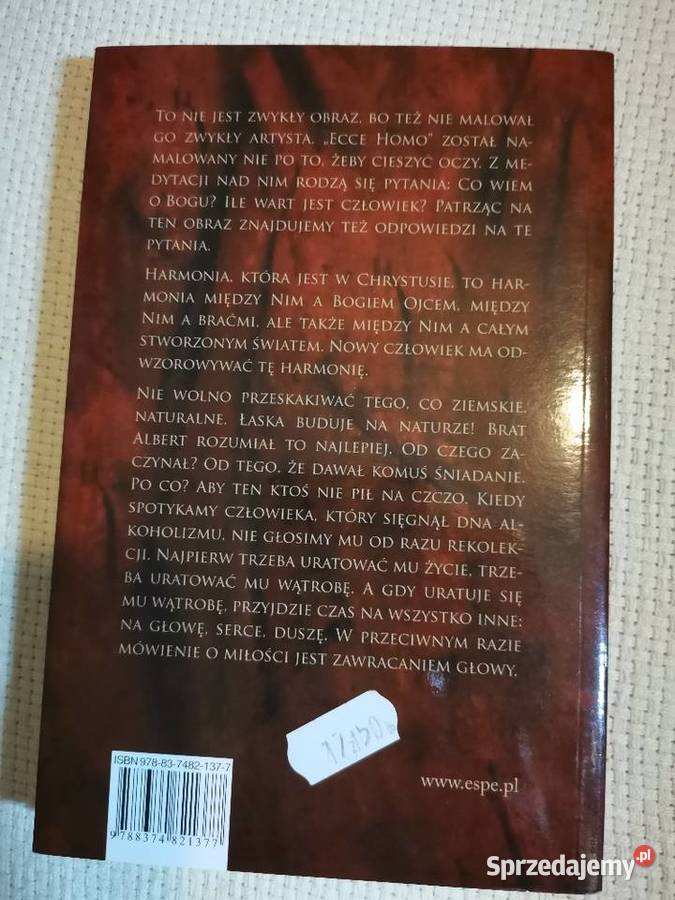 To nie jest zwykły obraz, bo też nie malował
go zwykły artysta. „Ecce Homo” został na-
malowany nie po to, żeby cieszyć oczy. Z me-
dytacji nad nim rodzą się pytania: Co wiem
o Bogu? Ile wart jest człowiek? Patrząc na
ten obraz znajdujemy też odpowiedzi na te
pytania.
Harmonia, która jest w Chrystusie, to har-
monia między Nim a Bogiem Ojcem, między
Nim a braćmi, ale także między Nim a całym
stworzonym światem. Nowy człowiek ma od-
wzorowywać tę harmonię.
Nie wolno przeskakiwać tego, co ziemskie,
naturalne. Łaska buduje na naturze! Brat
Albert rozumiał to najlepiej. Od czego za-
czynał? Od tego, że dawał komuś śniadanie.
Po co? Aby ten ktoś nie pił na czczo. Kiedy
spotykamy człowieka, który sięgnął dna al-
koholizmu, nie głosimy mu od razu rekolek-
cji. Najpierw trzeba uratować mu życie, trze-
ba uratować mu wątrobę. A gdy uratuje się
mu wątrobę, przyjdzie czas na wszystko inne:
na głowę, serce, duszę. W przeciwnym razie
mówienie o miłości jest zawracaniem głowy.
ISBN 978-83-7482-137-7
9 788374 821377
www.espe.pl
Sprzedajemy.pl